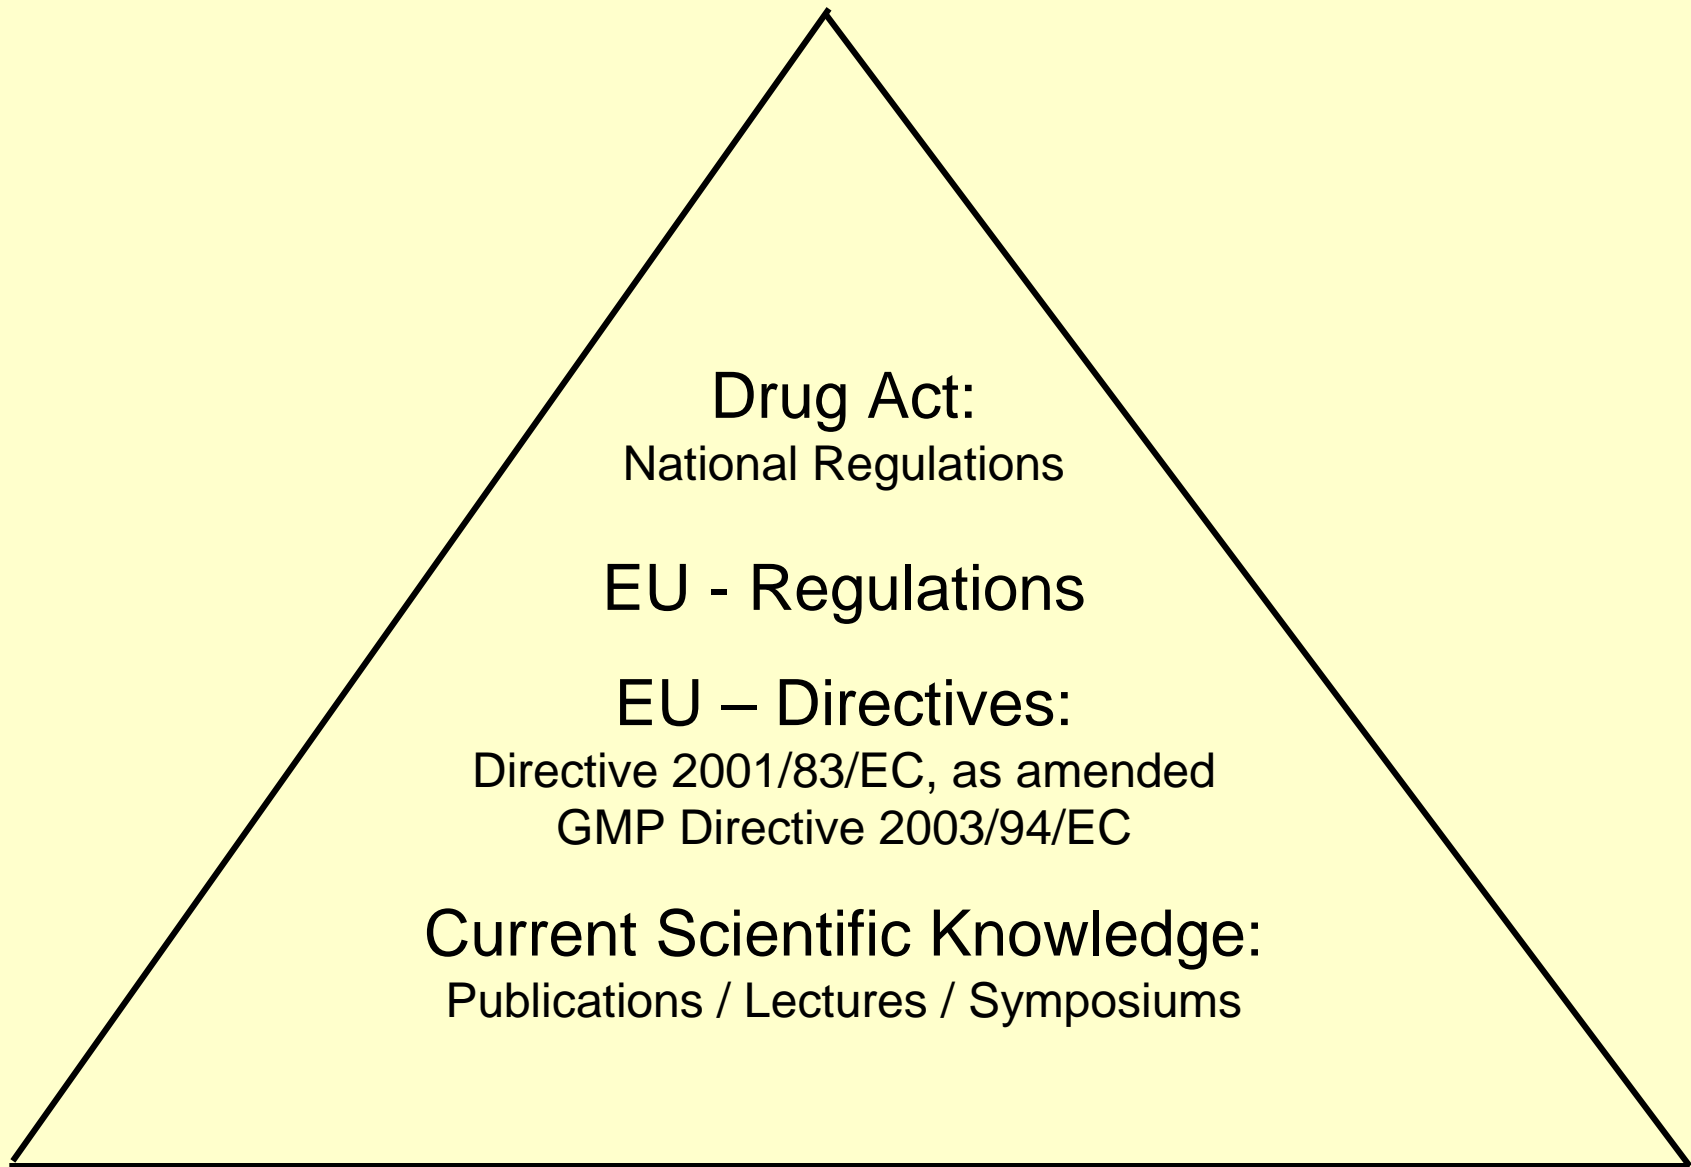 Drug Act:
National Regulations
EU - Regulations
EU – Directives:
Directive 2001/83/EC, as amended
GMP Directive 2003/94/EC
Current Scientific Knowledge:
Publications / Lectures / Symposiums